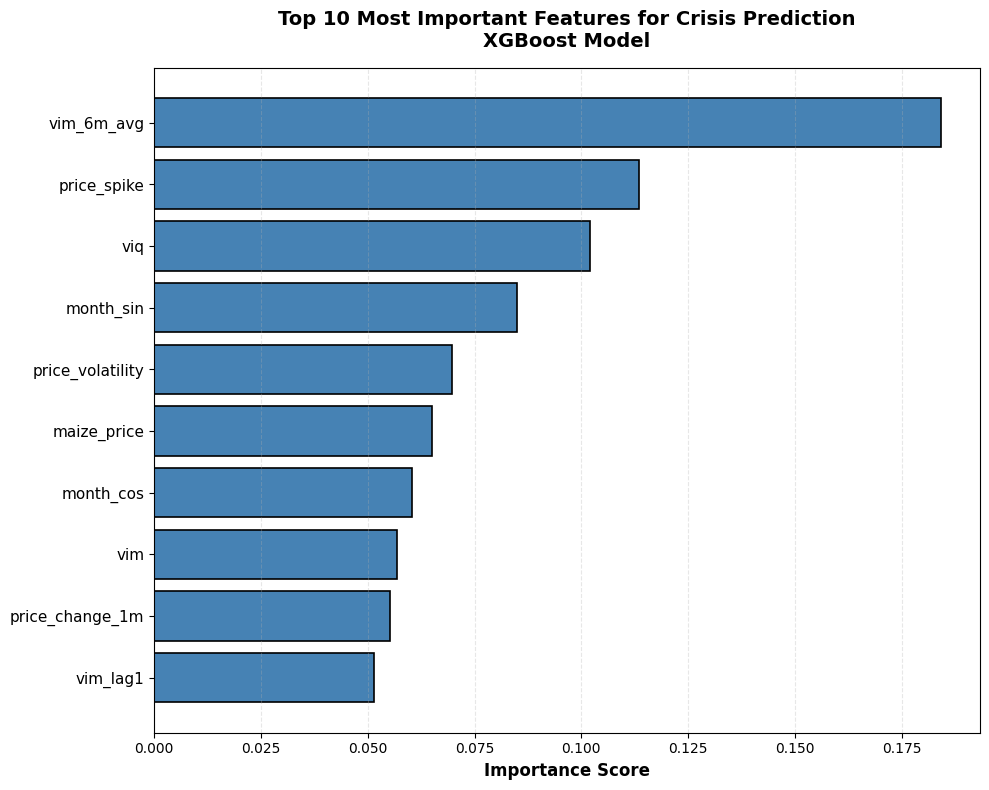 Top 10 Most Important Features for Crisis Prediction
XGBoost Model
vim_6m_avg
price_spike
viq
month_sin
price_volatility
maize_price
month_cos
vim
price_change_1m
vim_lag1
0.000 0.025 0.050 0.075 0.100 0.125 0.150 0.175
Importance Score